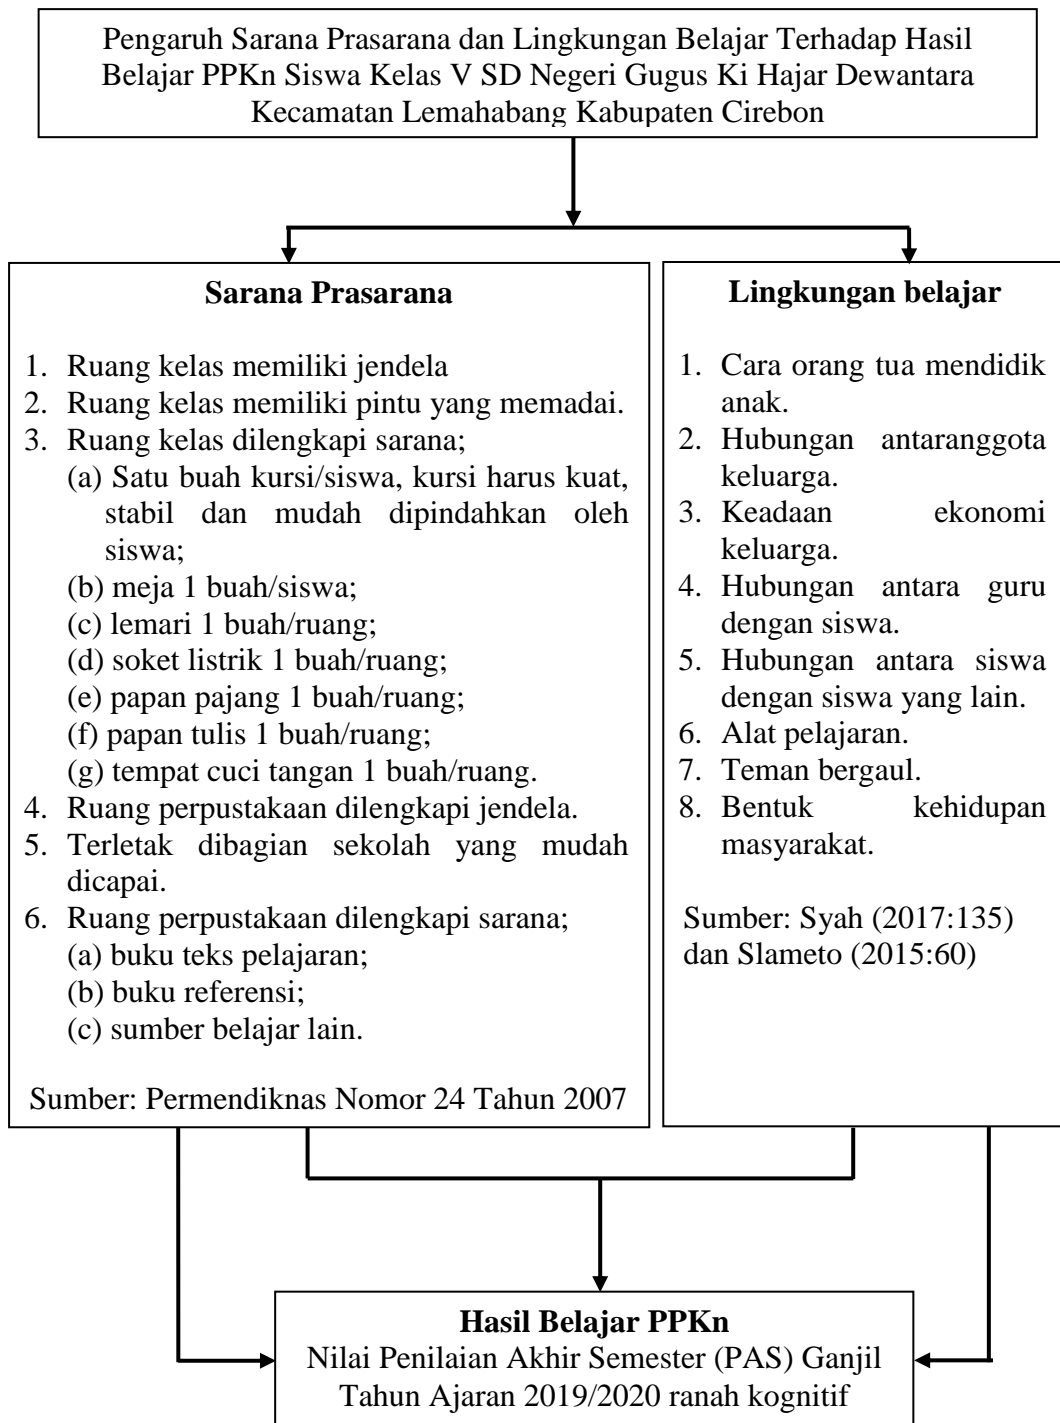 Pengaruh Sarana Prasarana dan Lingkungan Belajar Terhadap Hasil
Belajar PPKn Siswa Kelas V SD Negeri Gugus Ki Hajar Dewantara
Kecamatan Lemahabang Kabupaten Cirebon
Sarana Prasarana
1. Ruang kelas memiliki jendela
2. Ruang kelas memiliki pintu yang memadai.
3. Ruang kelas dilengkapi sarana;
(a) Satu buah kursi/siswa, kursi harus kuat,
stabil dan mudah dipindahkan oleh
siswa;
(b) meja 1 buah/siswa;
(c) lemari 1 buah/ruang;
(d) soket listrik 1 buah/ruang;
(e) papan pajang 1 buah/ruang;
(f) papan tulis 1 buah/ruang;
(g) tempat cuci tangan 1 buah/ruang.
4. Ruang perpustakaan dilengkapi jendela.
5. Terletak dibagian sekolah yang mudah
dicapai.
6. Ruang perpustakaan dilengkapi sarana;
(a) buku teks pelajaran;
(b) buku referensi;
(c) sumber belajar lain.
Sumber: Permendiknas Nomor 24 Tahun 2007
Lingkungan belajar
1. Cara orang tua mendidik
anak.
2. Hubungan antaranggota
keluarga.
3. Keadaan ekonomi
keluarga.
4. Hubungan antara guru
dengan siswa.
5. Hubungan antara siswa
dengan siswa yang lain.
6. Alat pelajaran.
7. Teman bergaul.
8. Bentuk kehidupan
masyarakat.
Sumber: Syah (2017:135)
dan Slameto (2015:60)
Hasil Belajar PPKn
Nilai Penilaian Akhir Semester (PAS) Ganjil
Tahun Ajaran 2019/2020 ranah kognitif